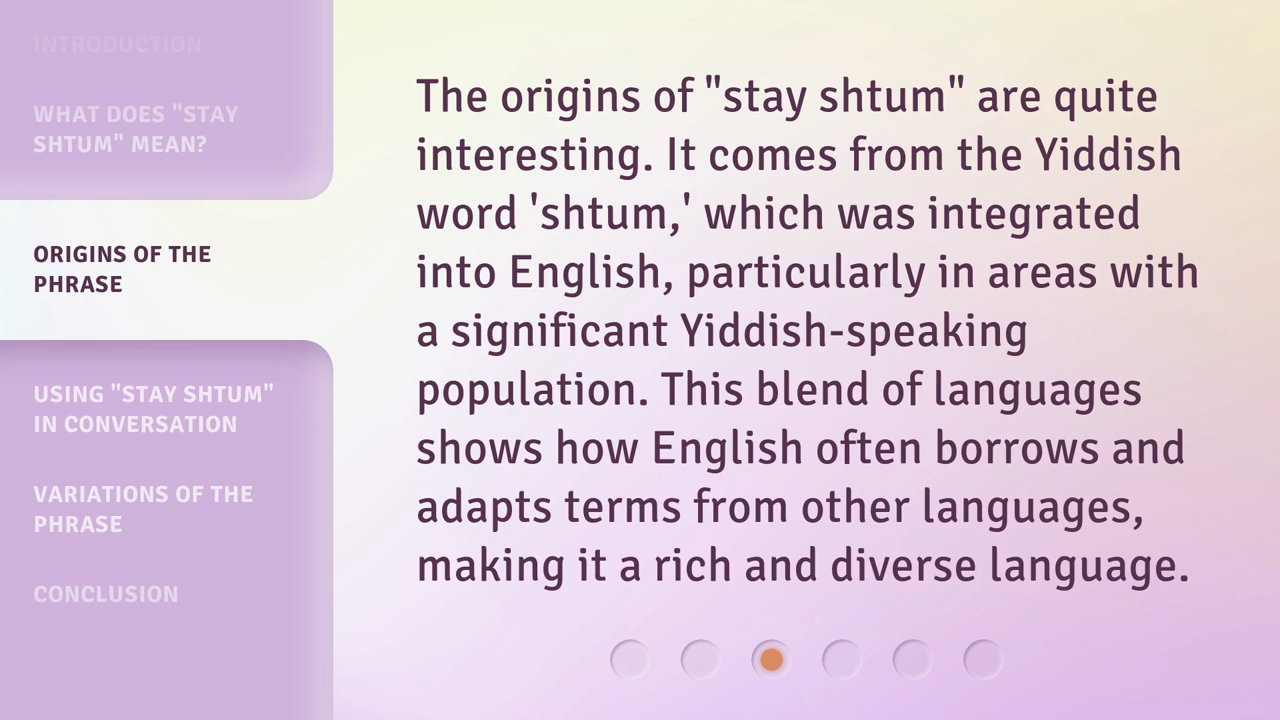 INTRODUCTION
WHAT DOES "STAY
SHTUM" MEAN?
ORIGINS OF THE
PHRASE
USING "STAY SHTUM"
IN CONVERSATION
VARIATIONS OF THE
PHRASE
CONCLUSION
The origins of "stay shtum" are quite
interesting. It comes from the Yiddish
word 'shtum,' which was integrated
into English, particularly in areas with
a significant Yiddish-speaking
population. This blend of languages
shows how English often borrows and
adapts terms from other languages,
making it a rich and diverse language.